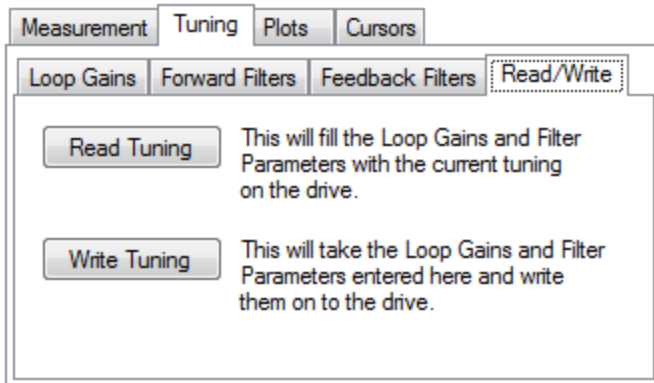 Measurement Tuning Plots Cursors
Loop Gains Forward Filters Feedback Filters Read/Write
Read Tuning
This will fill the Loop Gains and Filter
Parameters with the current tuning
on the drive.
Write Tuning
This will take the Loop Gains and Filter
Parameters entered here and write
them on to the drive.